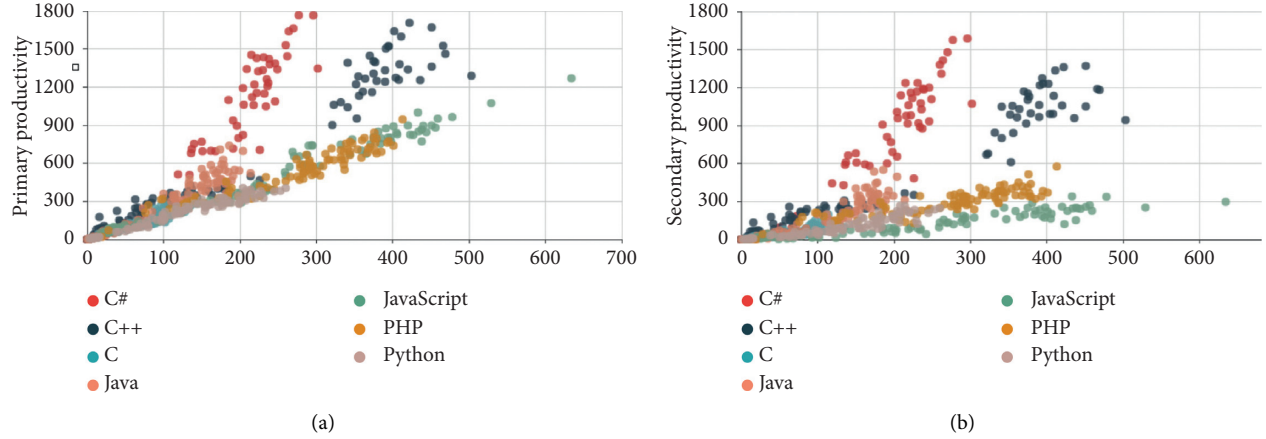 1800
1500
1200
900
600
300
0
Primary productivity
0 100 200 300 400 500 600 700
C#
C++
C
Java
JavaScript
PHP
Python
(a)
1800
1500
1200
900
600
300
0
Secondary productivity
0 100 200 300 400 500 600
C#
C++
C
Java
JavaScript
PHP
Python
(b)